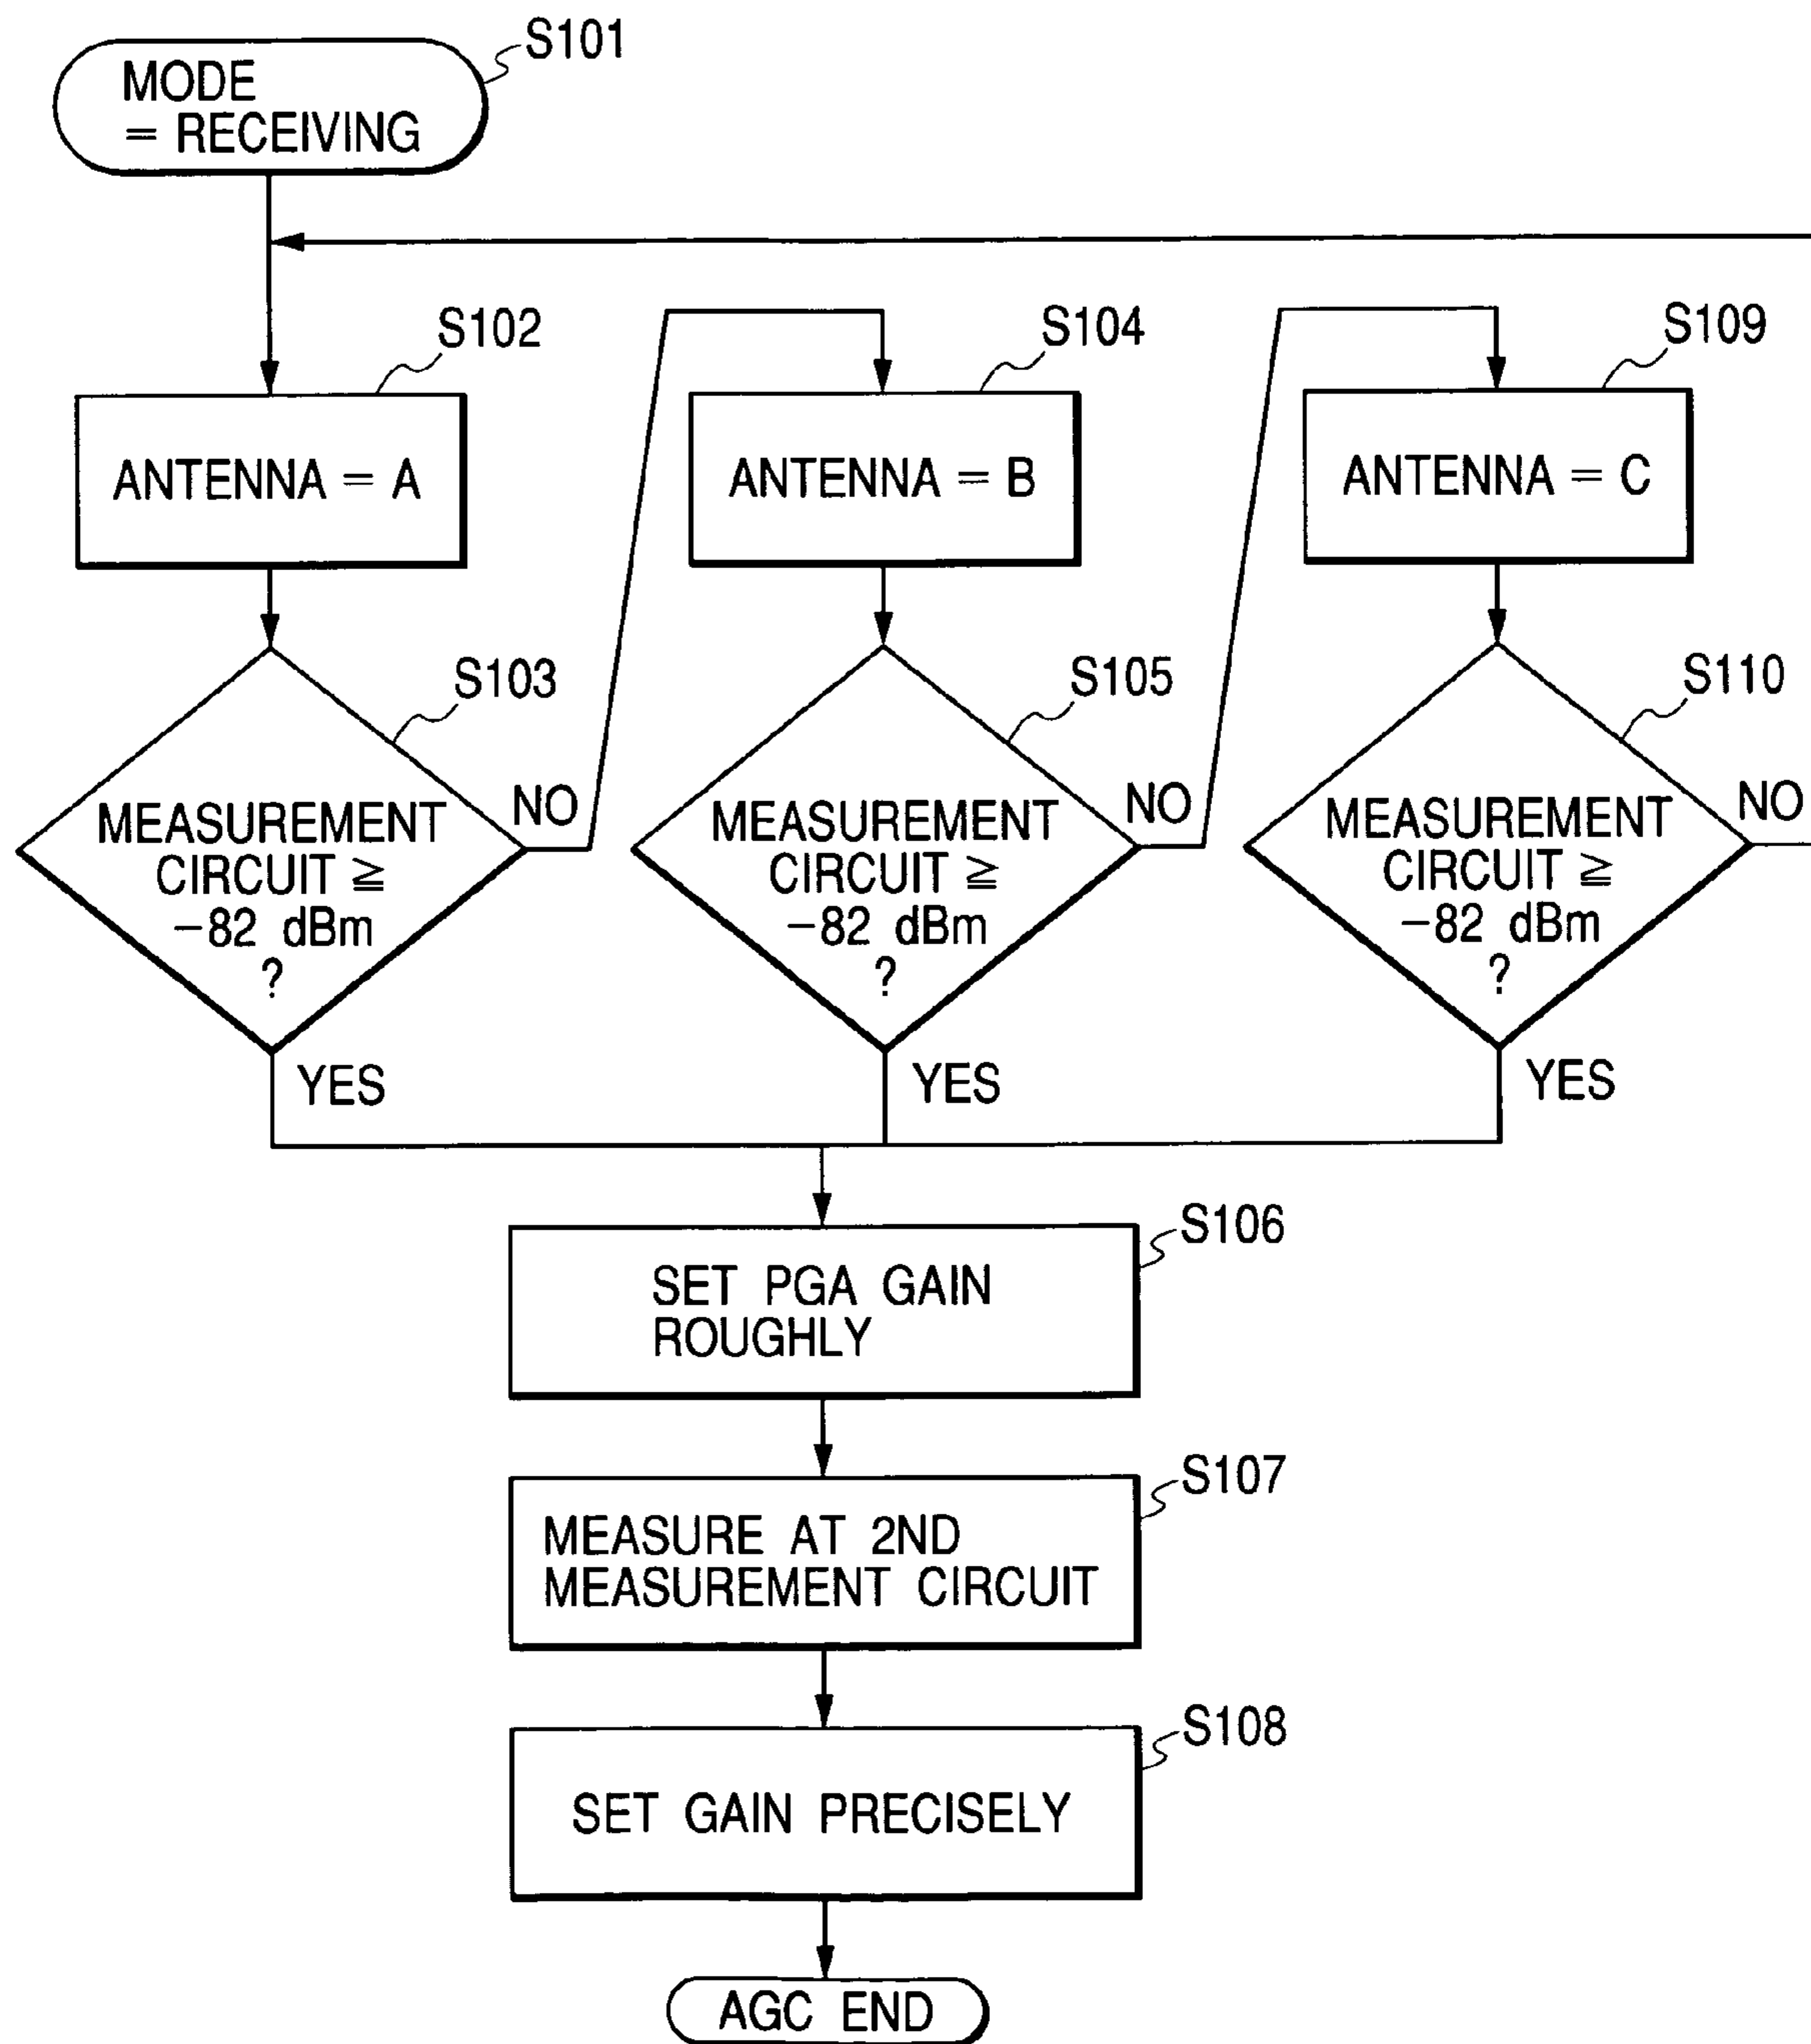 S101
MODE
= RECEIVING
S102
ANTENNA = A
S104
ANTENNA = B
S109
ANTENNA = C
S103
MEASUREMENT
CIRCUIT ≧
−82 dBm
?
NO
YES
S105
MEASUREMENT
CIRCUIT ≧
−82 dBm
?
NO
YES
S110
MEASUREMENT
CIRCUIT ≧
−82 dBm
?
NO
YES
S106
SET PGA GAIN
ROUGHLY
S107
MEASURE AT 2ND
MEASUREMENT CIRCUIT
S108
SET GAIN PRECISELY
AGC END